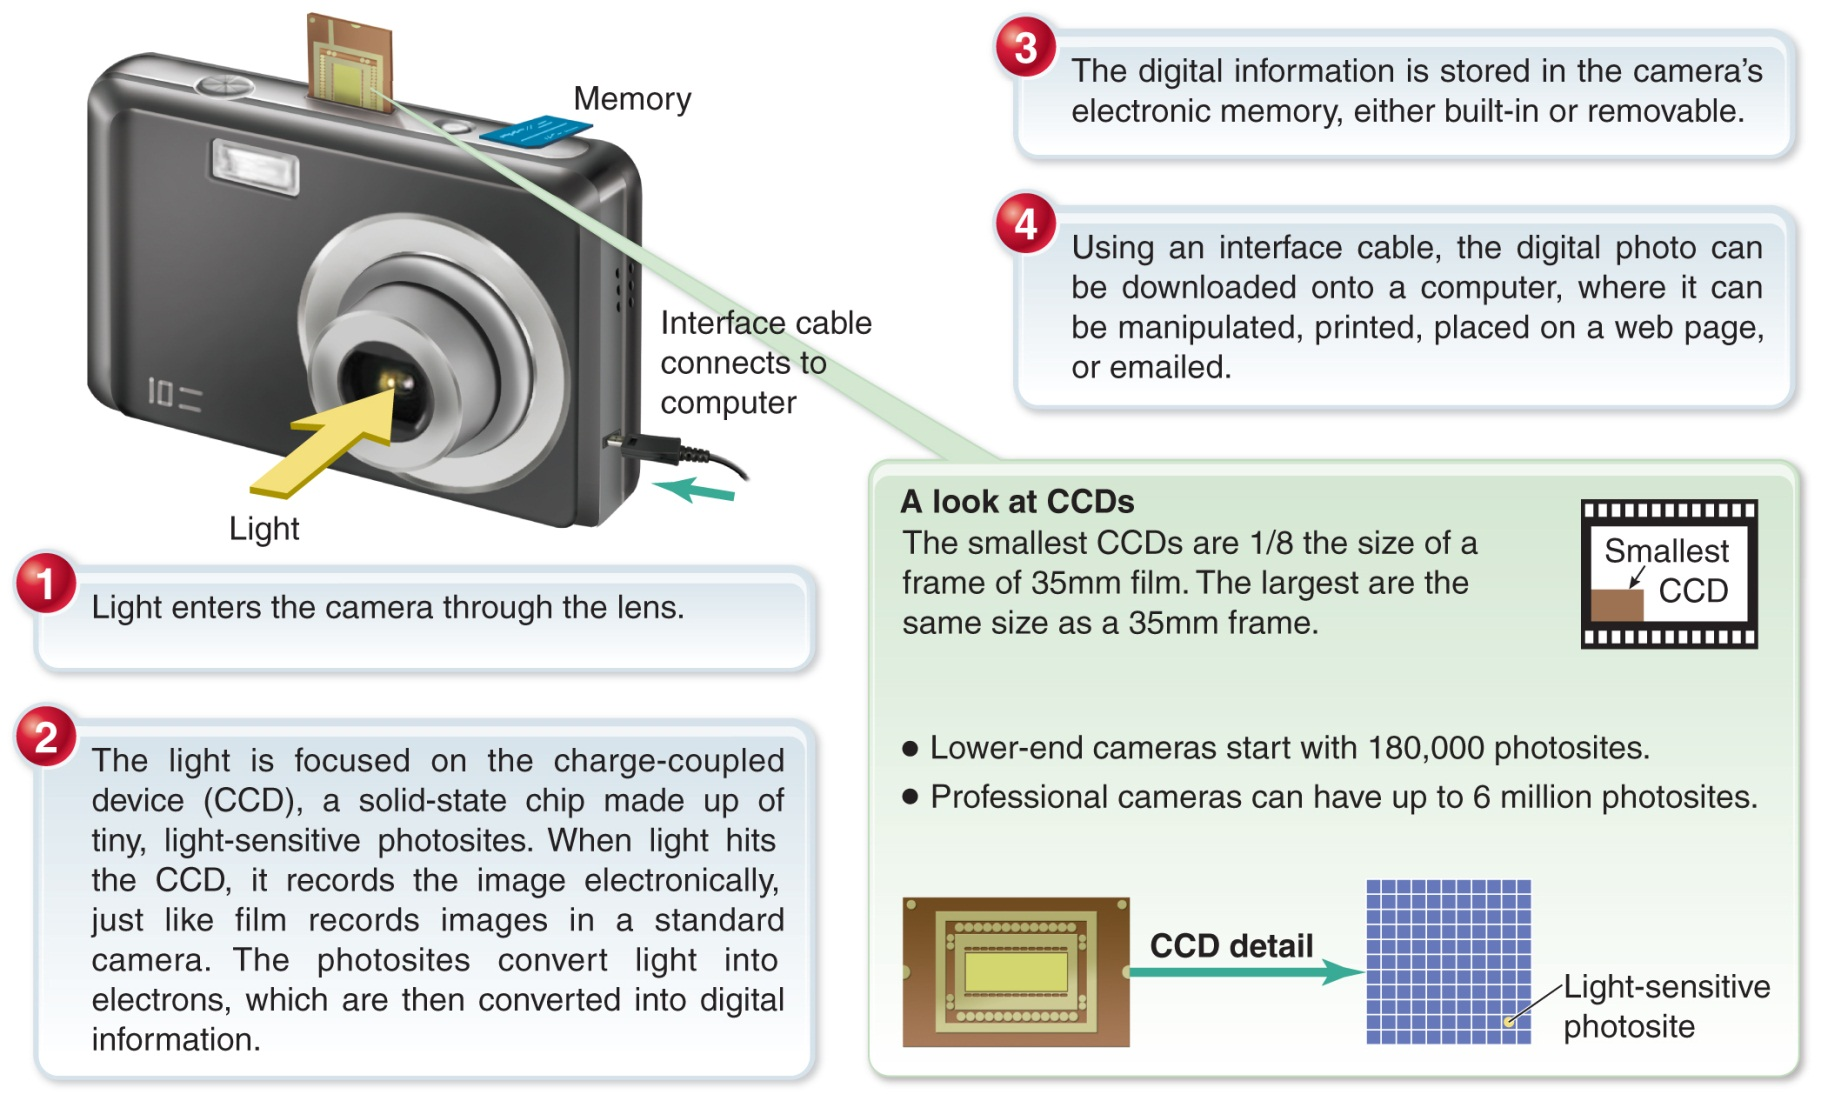 Memory
Interface cable
connects to
computer
10
Light
1
Light enters the camera through the lens.
2
The light is focused on the charge-coupled
device (CCD), a solid-state chip made up of
tiny, light-sensitive photosites. When light hits
the CCD, it records the image electronically,
just like film records images in a standard
camera. The photosites convert light into
electrons, which are then converted into digital
information.
3
The digital information is stored in the camera's
electronic memory, either built-in or removable.
4
Using an interface cable, the digital photo can
be downloaded onto a computer, where it can
be manipulated, printed, placed on a web page,
or emailed.
A look at CCDs
The smallest CCDs are 1/8 the size of a
frame of 35mm film. The largest are the
same size as a 35mm frame.
Smallest
CCD
● Lower-end cameras start with 180,000 photosites.
● Professional cameras can have up to 6 million photosites.
CCD detail
Light-sensitive
photosite